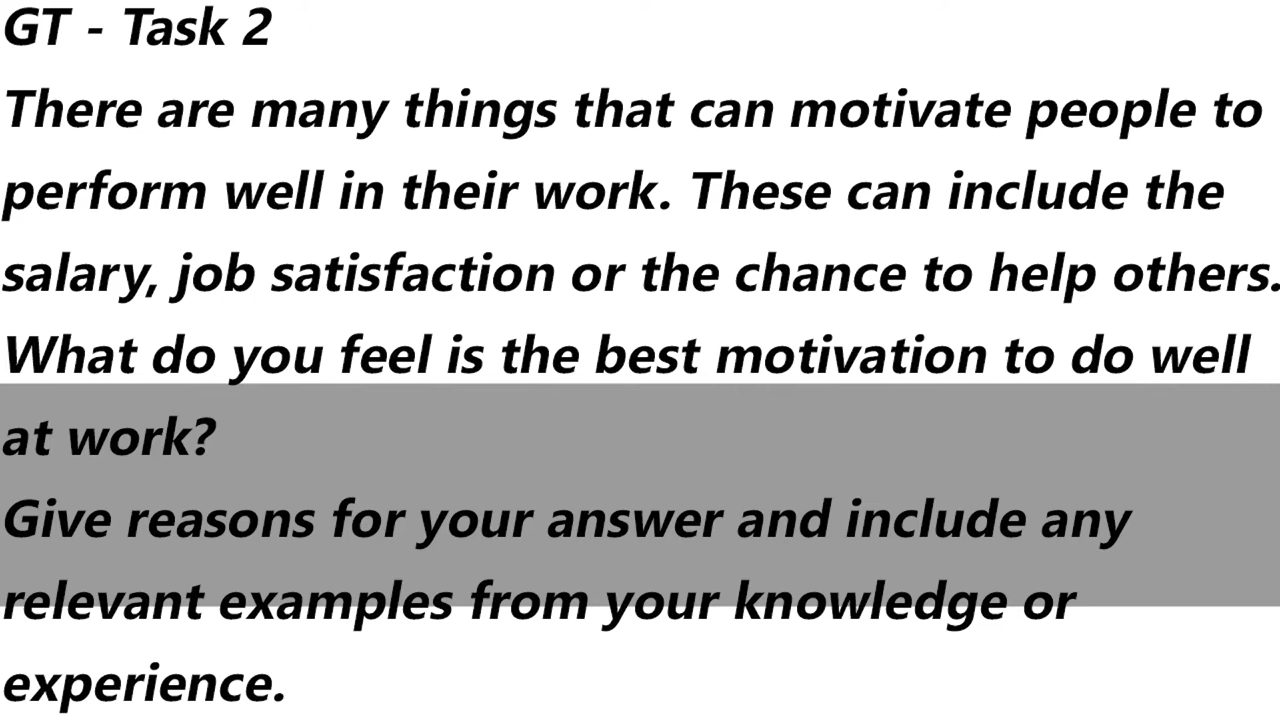 GT - Task 2
There are many things that can motivate people to
perform well in their work. These can include the
salary, job satisfaction or the chance to help others.
What do you feel is the best motivation to do well
at work?
Give reasons for your answer and include any
relevant examples from your knowledge or
experience.